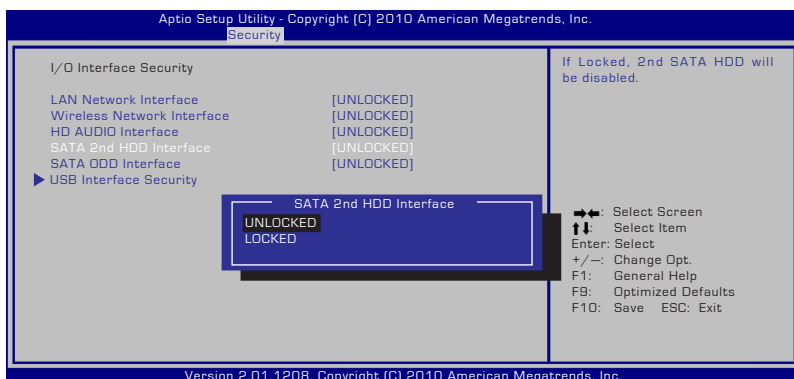 Aptio Setup Utility - Copyright (C) 2010 American Megatrends, Inc.
Security
I/O Interface Security
LAN Network Interface [UNLOCKED]
Wireless Network Interface [UNLOCKED]
HD AUDIO Interface [UNLOCKED]
SATA 2nd HDD Interface [UNLOCKED]
SATA ODD Interface [UNLOCKED]
USB Interface Security
SATA 2nd HDD Interface
UNLOCKED
LOCKED
If Locked, 2nd SATA HDD will
be disabled.
→←: Select Screen
↑↓: Select Item
Enter: Select
+/—: Change Opt.
F1: General Help
F9: Optimized Defaults
F10: Save ESC: Exit
Version 2.01.1208. Copyright (C) 2010 American Megatrends, Inc.